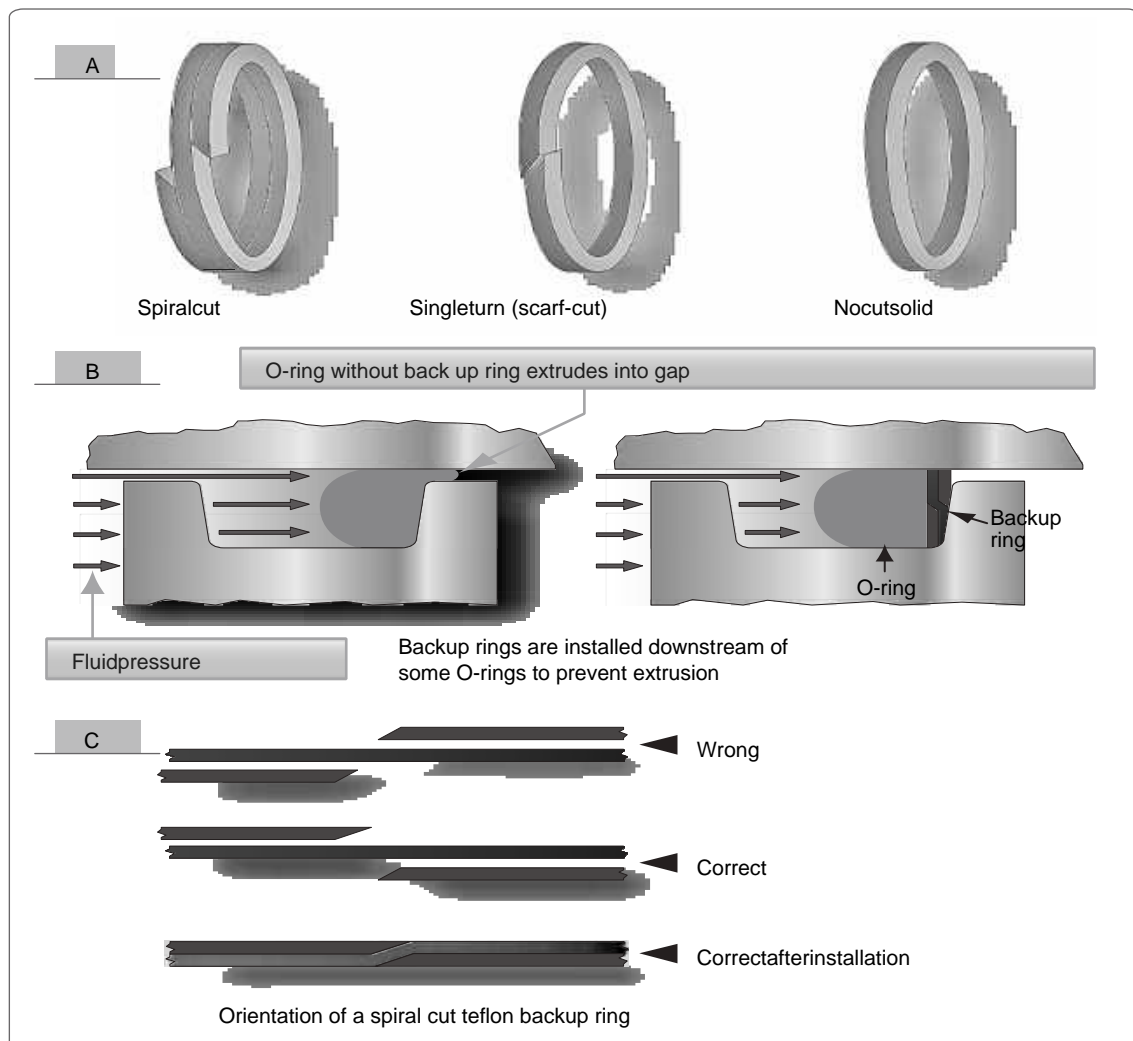 A
Spiralcut
Singleturn (scarf-cut)
Nocutsolid
B
O-ring without back up ring extrudes into gap
Backup
ring
O-ring
Fluidpressure
Backup rings are installed downstream of
some O-rings to prevent extrusion
C
Wrong
Correct
Correctafterinstallation
Orientation of a spiral cut teflon backup ring